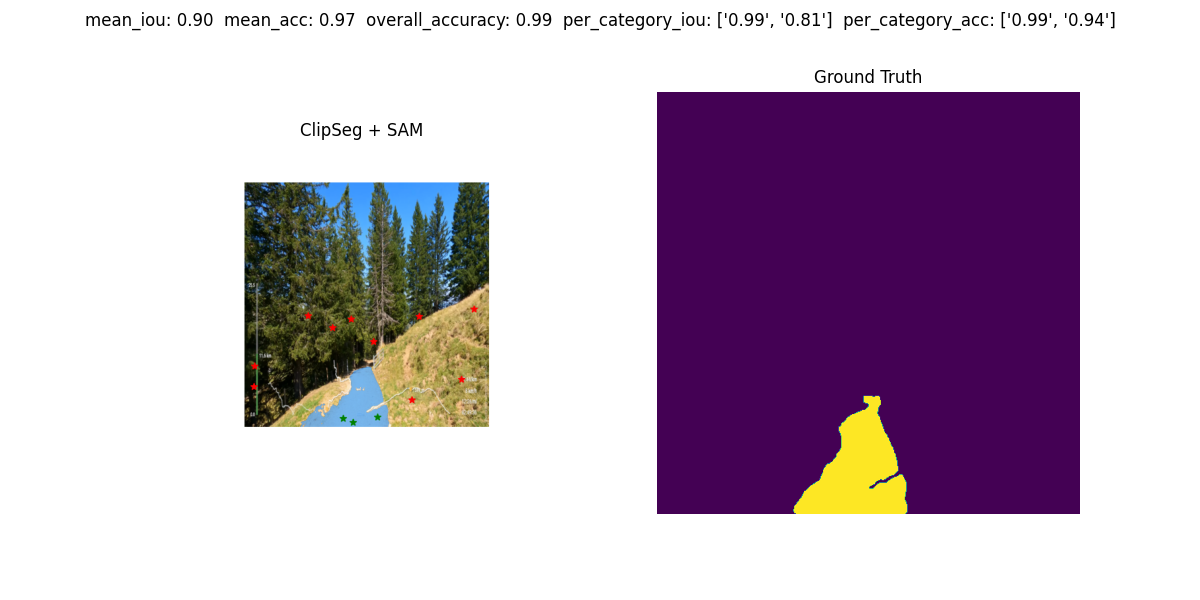 mean_iou: 0.90  mean_acc: 0.97  overall_accuracy: 0.99  per_category_iou: ['0.99', '0.81']  per_category_acc: ['0.99', '0.94']
Ground Truth
ClipSeg + SAM